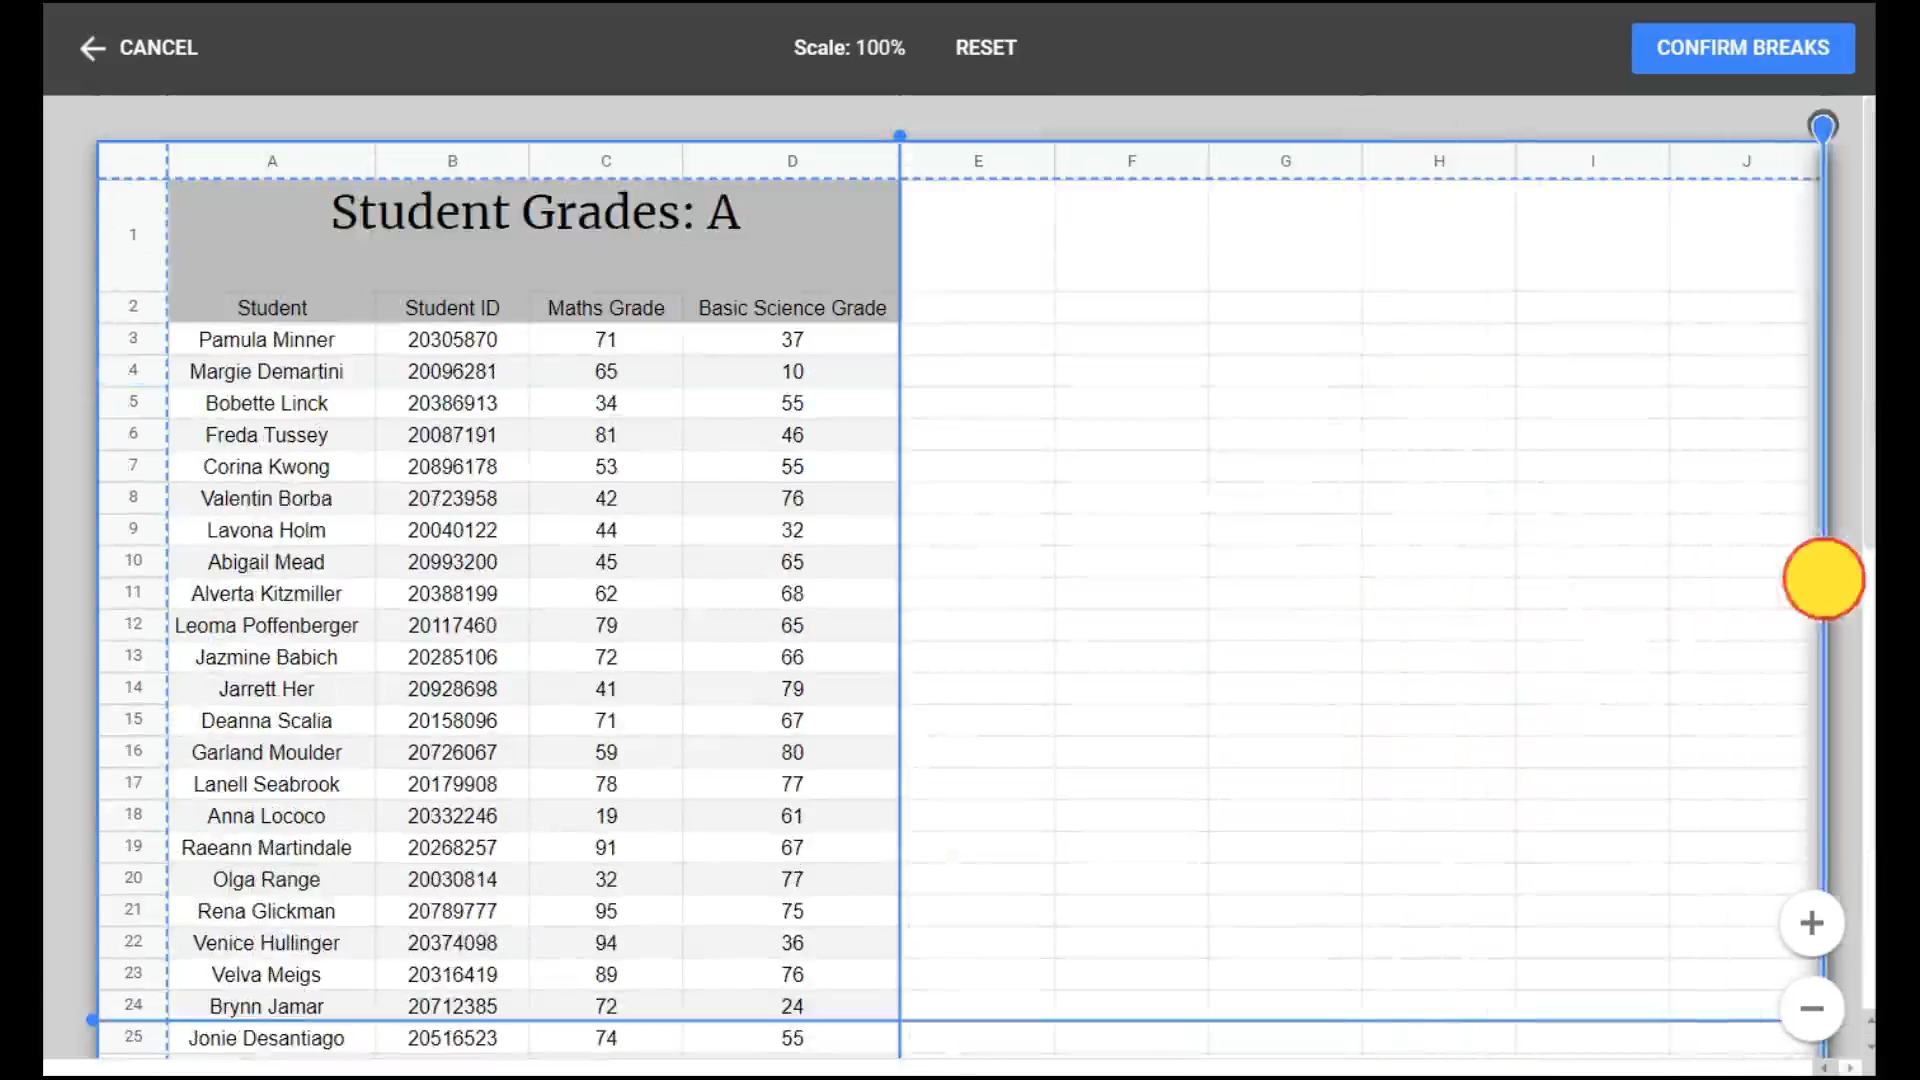 CANCEL Scale: 100% RESET CONFIRM BREAKS
A B C D E F G H I J
1 Student Grades: A
2 Student Student ID Maths Grade Basic Science Grade
3 Pamula Minner 20305870 71 37
4 Margie Demartini 20096281 65 10
5 Bobette Linck 20386913 34 55
6 Freda Tussey 20087191 81 46
7 Corina Kwong 20896178 53 55
8 Valentin Borba 20723958 42 76
9 Lavona Holm 20040122 44 32
10 Abigail Mead 20993200 45 65
11 Alverta Kitzmiller 20388199 62 68
12 Leoma Poffenberger 20117460 79 65
13 Jazmine Babich 20285106 72 66
14 Jarrett Her 20928698 41 79
15 Deanna Scalia 20158096 71 67
16 Garland Moulder 20726067 59 80
17 Lanell Seabrook 20179908 78 77
18 Anna Lococo 20332246 19 61
19 Raeann Martindale 20268257 91 67
20 Olga Range 20030814 32 77
21 Rena Glickman 20789777 95 75
22 Venice Hullinger 20374098 94 36
23 Velva Meigs 20316419 89 76
24 Brynn Jamar 20712385 72 24
25 Jonie Desantiago 20516523 74 55